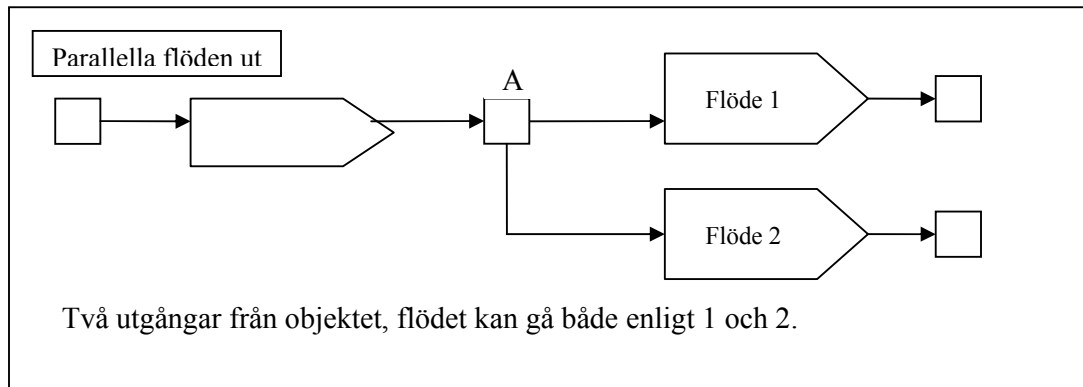 Parallella flöden ut
A
Flöde 1
Flöde 2
Två utgångar från objektet, flödet kan gå både enligt 1 och 2.